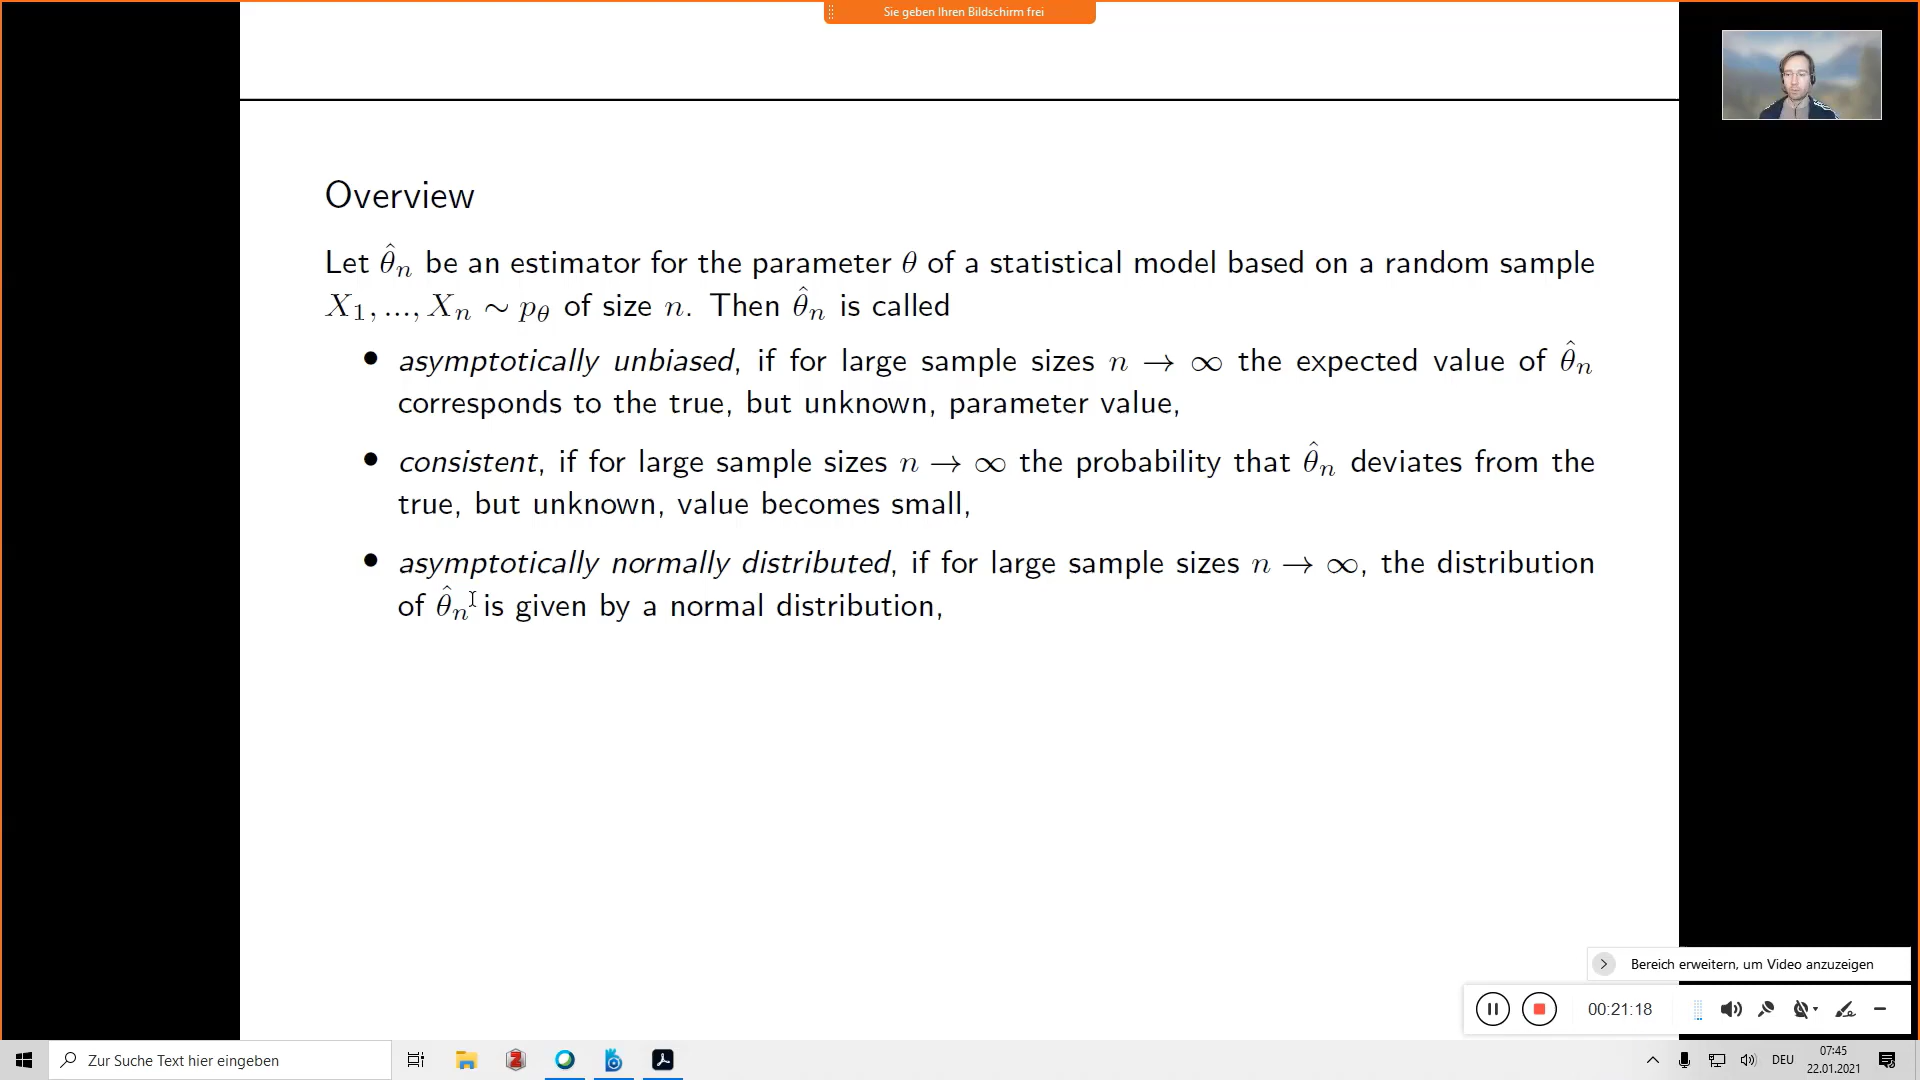 Sie geben Ihren Bildschirm frei
Overview
Let θ̂ₙ be an estimator for the parameter θ of a statistical model based on a random sample
X₁, ..., Xₙ ∼ p_θ of size n. Then θ̂ₙ is called
• asymptotically unbiased, if for large sample sizes n → ∞ the expected value of θ̂ₙ
corresponds to the true, but unknown, parameter value,
• consistent, if for large sample sizes n → ∞ the probability that θ̂ₙ deviates from the
true, but unknown, value becomes small,
• asymptotically normally distributed, if for large sample sizes n → ∞, the distribution
of θ̂ₙ is given by a normal distribution,
Bereich erweitern, um Video anzuzeigen
00:21:18
Zur Suche Text hier eingeben
DEU
07:45
22.01.2021